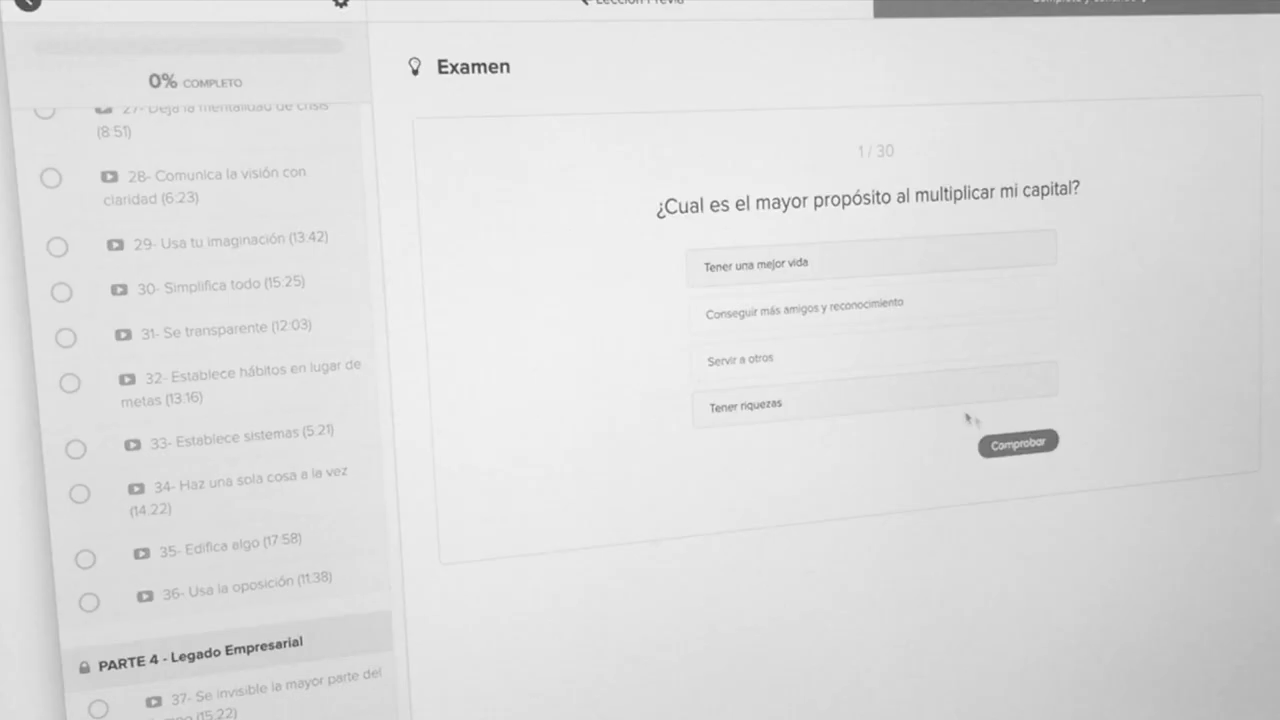 Lección Previa
0% COMPLETO
27- Deja la mentalidad de crisis
(8:51)
28- Comunica la visión con
claridad (6:23)
29- Usa tu imaginación (13:42)
30- Simplifica todo (15:25)
31- Se transparente (12:03)
32- Establece hábitos en lugar de
metas (13:16)
33- Establece sistemas (5:21)
34- Haz una sola cosa a la vez
(14:22)
35- Edifica algo (17:58)
36- Usa la oposición (11:38)
PARTE 4 - Legado Empresarial
37- Se invisible la mayor parte del
(15:22)
Examen
1 / 30
¿Cual es el mayor propósito al multiplicar mi capital?
Tener una mejor vida
Conseguir más amigos y reconocimiento
Servir a otros
Tener riquezas
Comprobar